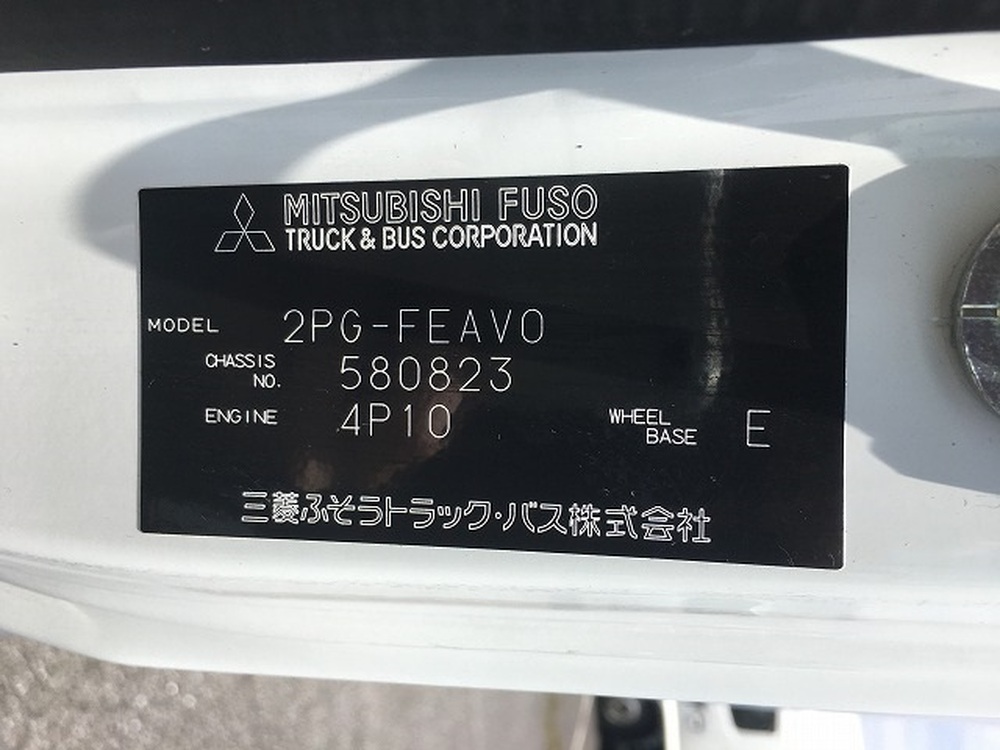 MITSUBISHI FUSO
TRUCK & BUS CORPORATION
MODEL 2PG-FEAV0
CHASSIS NO. 580823
ENGINE 4P10 WHEEL BASE E
三菱ふそうトラック・バス株式会社